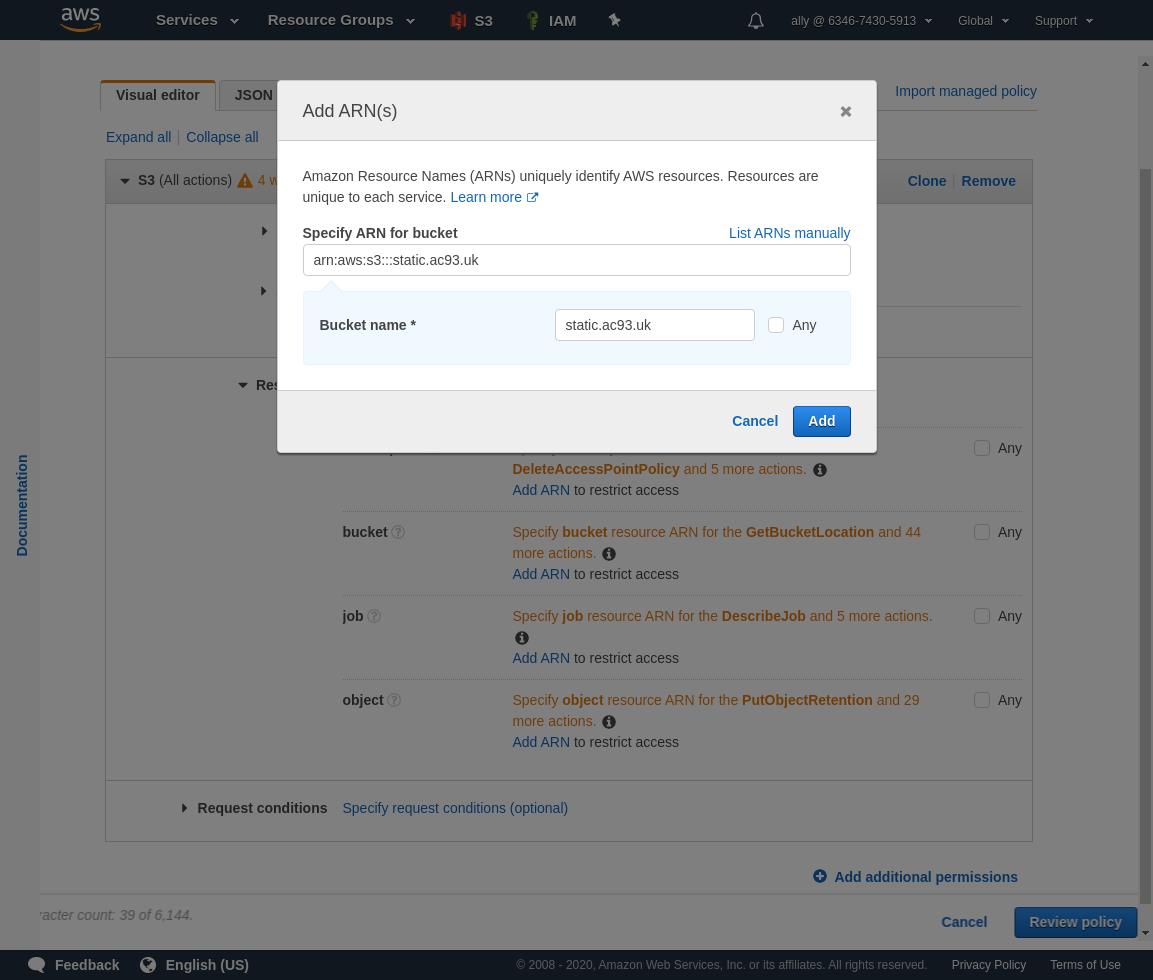 aws Services Resource Groups S3 IAM ally @ 6346-7430-5913 Global Support
Visual editor JSON Import managed policy
Expand all Collapse all
S3 (All actions) 4 Clone Remove
Add ARN(s)
Amazon Resource Names (ARNs) uniquely identify AWS resources. Resources are
unique to each service. Learn more
Specify ARN for bucket List ARNs manually
arn:aws:s3:::static.ac93.uk
Bucket name * static.ac93.uk Any
Cancel Add
Documentation
Any
DeleteAccessPointPolicy and 5 more actions.
Add ARN to restrict access
bucket Specify bucket resource ARN for the GetBucketLocation and 44 Any
more actions.
Add ARN to restrict access
job Specify job resource ARN for the DescribeJob and 5 more actions. Any
Add ARN to restrict access
object Specify object resource ARN for the PutObjectRetention and 29 Any
more actions.
Add ARN to restrict access
Request conditions Specify request conditions (optional)
Add additional permissions
racter count: 39 of 6,144.
Cancel Review policy
Feedback English (US) © 2008 - 2020, Amazon Web Services, Inc. or its affiliates. All rights reserved. Privacy Policy Terms of Use